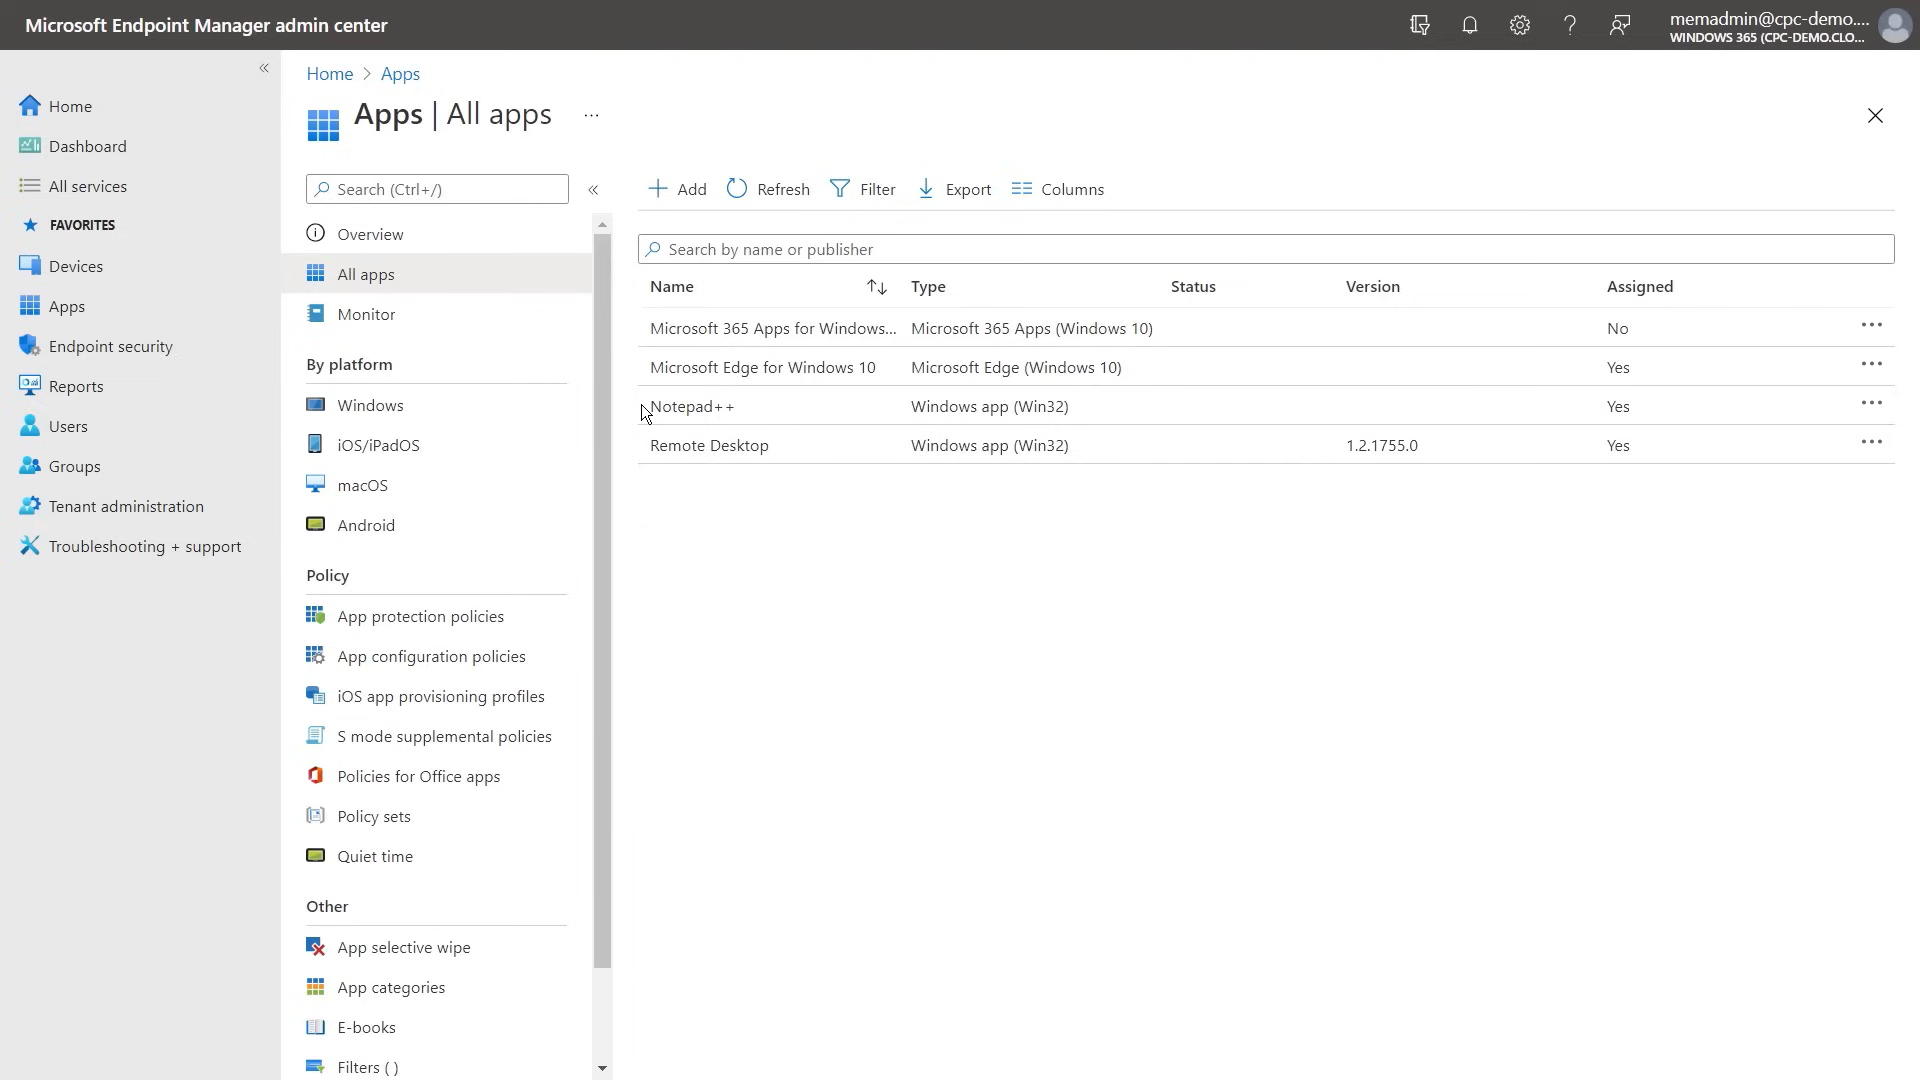 Microsoft Endpoint Manager admin center
memadmin@cpc-demo....
WINDOWS 365 (CPC-DEMO.CLO...
Home
Dashboard
All services
FAVORITES
Devices
Apps
Endpoint security
Reports
Users
Groups
Tenant administration
Troubleshooting + support
Home > Apps
Apps | All apps ...
Search (Ctrl+/)
Overview
All apps
Monitor
By platform
Windows
iOS/iPadOS
macOS
Android
Policy
App protection policies
App configuration policies
iOS app provisioning profiles
S mode supplemental policies
Policies for Office apps
Policy sets
Quiet time
Other
App selective wipe
App categories
E-books
Filters ( )
Add Refresh Filter Export Columns
Search by name or publisher
Name Type Status Version Assigned
Microsoft 365 Apps for Windows... Microsoft 365 Apps (Windows 10) No
Microsoft Edge for Windows 10 Microsoft Edge (Windows 10) Yes
Notepad++ Windows app (Win32) Yes
Remote Desktop Windows app (Win32) 1.2.1755.0 Yes